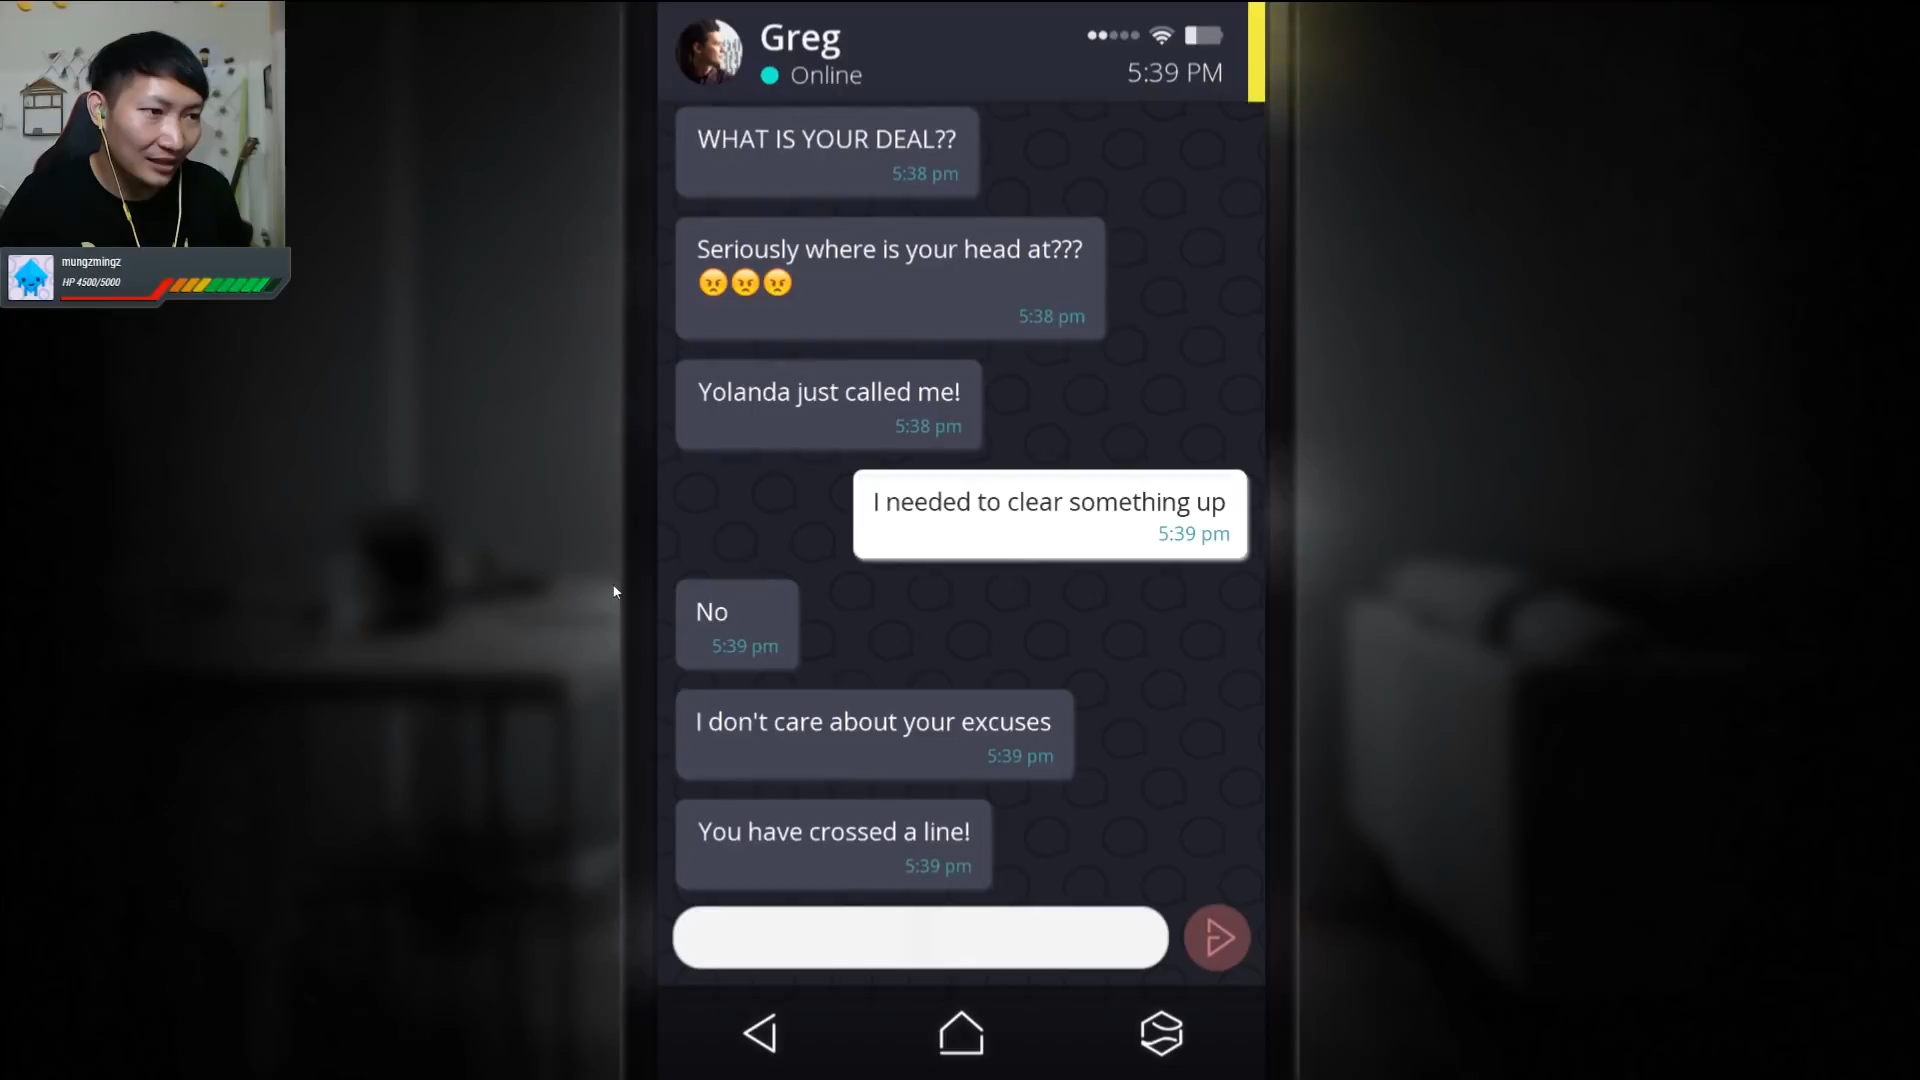 mungzmingz
HP 4500/5000
Greg
Online
5:39 PM
WHAT IS YOUR DEAL??
5:38 pm
Seriously where is your head at???
😠😠😠
5:38 pm
Yolanda just called me!
5:38 pm
I needed to clear something up
5:39 pm
No
5:39 pm
I don't care about your excuses
5:39 pm
You have crossed a line!
5:39 pm